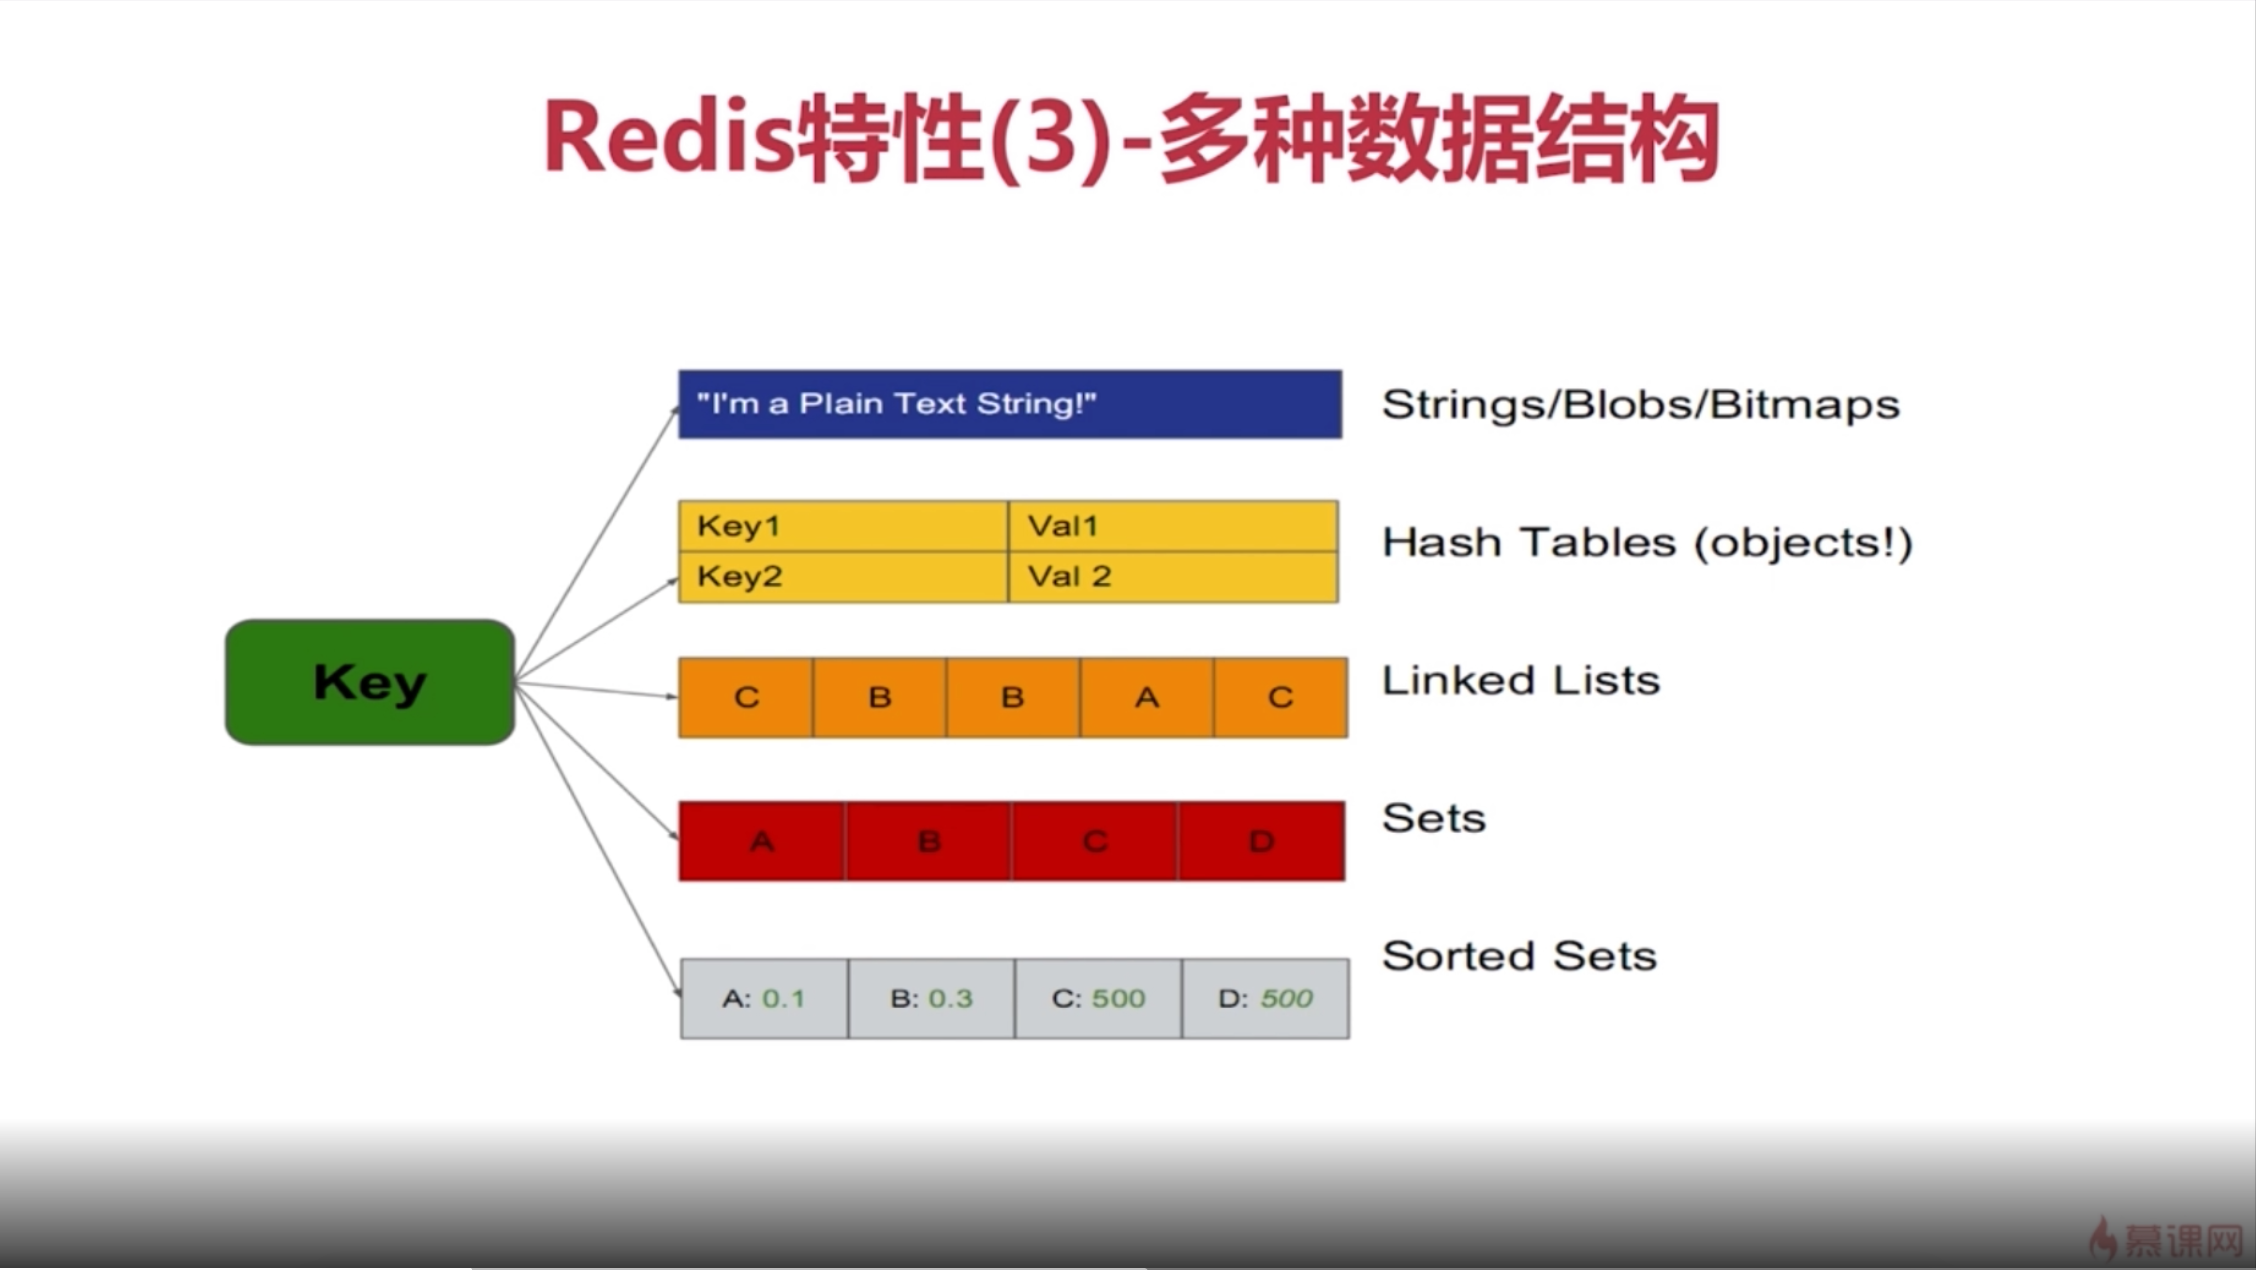 Redis特性(3)-多种数据结构
"I'm a Plain Text String!"
Strings/Blobs/Bitmaps
Key1 Val1
Key2 Val 2
Hash Tables (objects!)
Key
C B B A C
Linked Lists
A B C D
Sets
A: 0.1 B: 0.3 C: 500 D: 500
Sorted Sets
慕课网